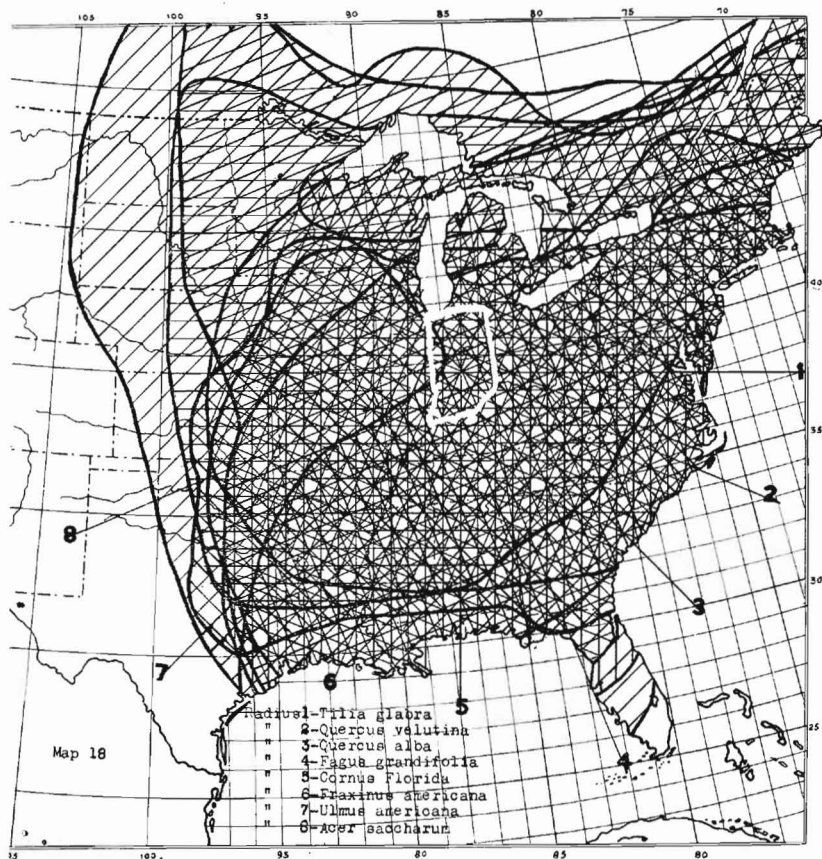 105 100 95 90 85 80 75 70
40
1
35
2
8
30
3
7
6
5
25
4
Map 18
Radius1-Tilia glabra
" 2-Quercus velutina
" 3-Quercus alba
" 4-Fagus grandifolia
" 5-Cornus Florida
" 6-Fraxinus americana
" 7-Ulmus americana
" 8-Acer saccharum
105 100 95 90 85 80